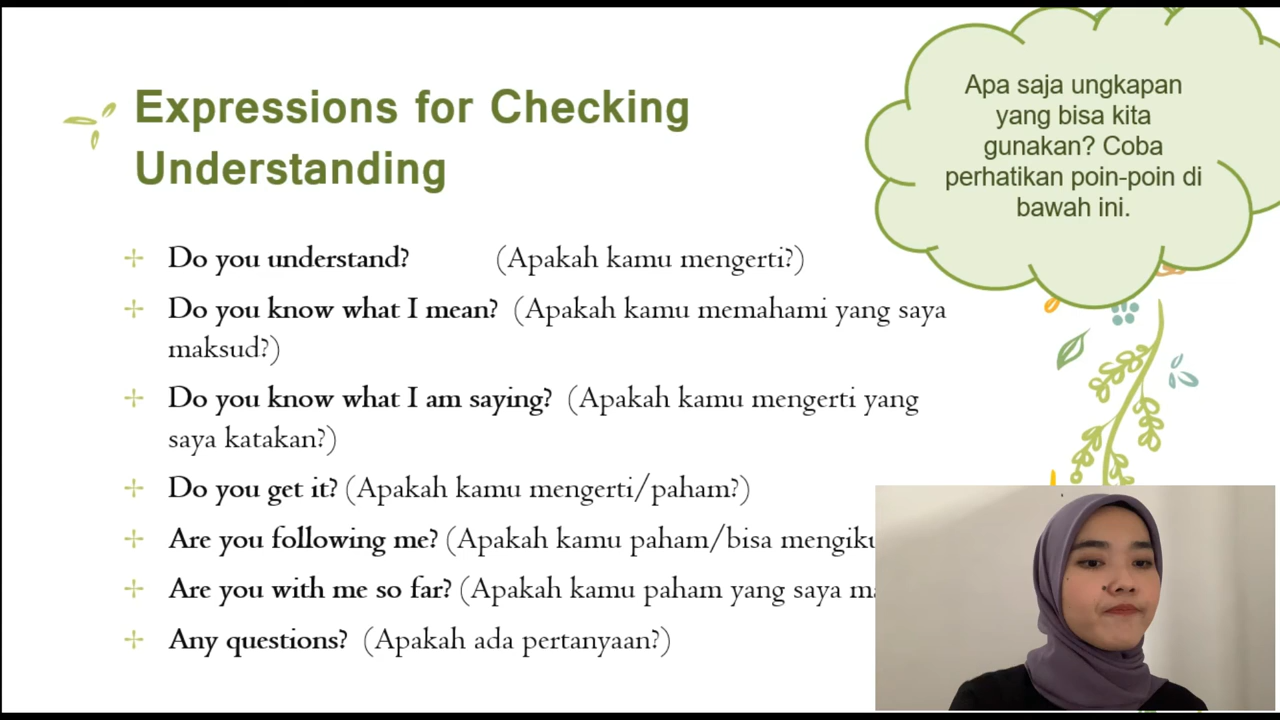 Expressions for Checking
Understanding
Apa saja ungkapan
yang bisa kita
gunakan? Coba
perhatikan poin-poin di
bawah ini.
Do you understand? (Apakah kamu mengerti?)
Do you know what I mean? (Apakah kamu memahami yang saya
maksud?)
Do you know what I am saying? (Apakah kamu mengerti yang
saya katakan?)
Do you get it? (Apakah kamu mengerti/paham?)
Are you following me? (Apakah kamu paham/bisa
Are you with me so far? (Apakah kamu paham yang saya
Any questions? (Apakah ada pertanyaan?)